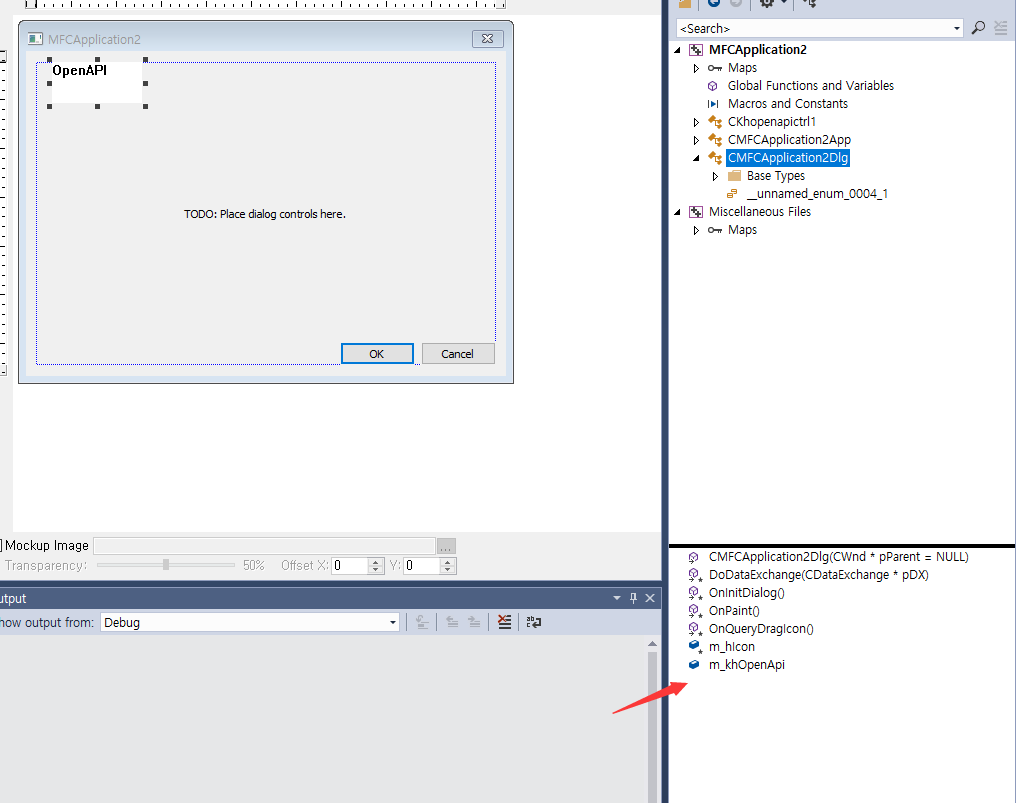 MFCApplication2
OpenAPI
TODO: Place dialog controls here.
OK
Cancel
Mockup Image
...
Transparency:
50%
Offset X:
0
Y:
0
utput
how output from:
Debug
<Search>
MFCApplication2
Maps
Global Functions and Variables
Macros and Constants
CKhopenapictrl1
CMFCApplication2App
CMFCApplication2Dlg
Base Types
__unnamed_enum_0004_1
Miscellaneous Files
Maps
CMFCApplication2Dlg(CWnd * pParent = NULL)
DoDataExchange(CDataExchange * pDX)
OnInitDialog()
OnPaint()
OnQueryDragIcon()
m_hIcon
m_khOpenApi